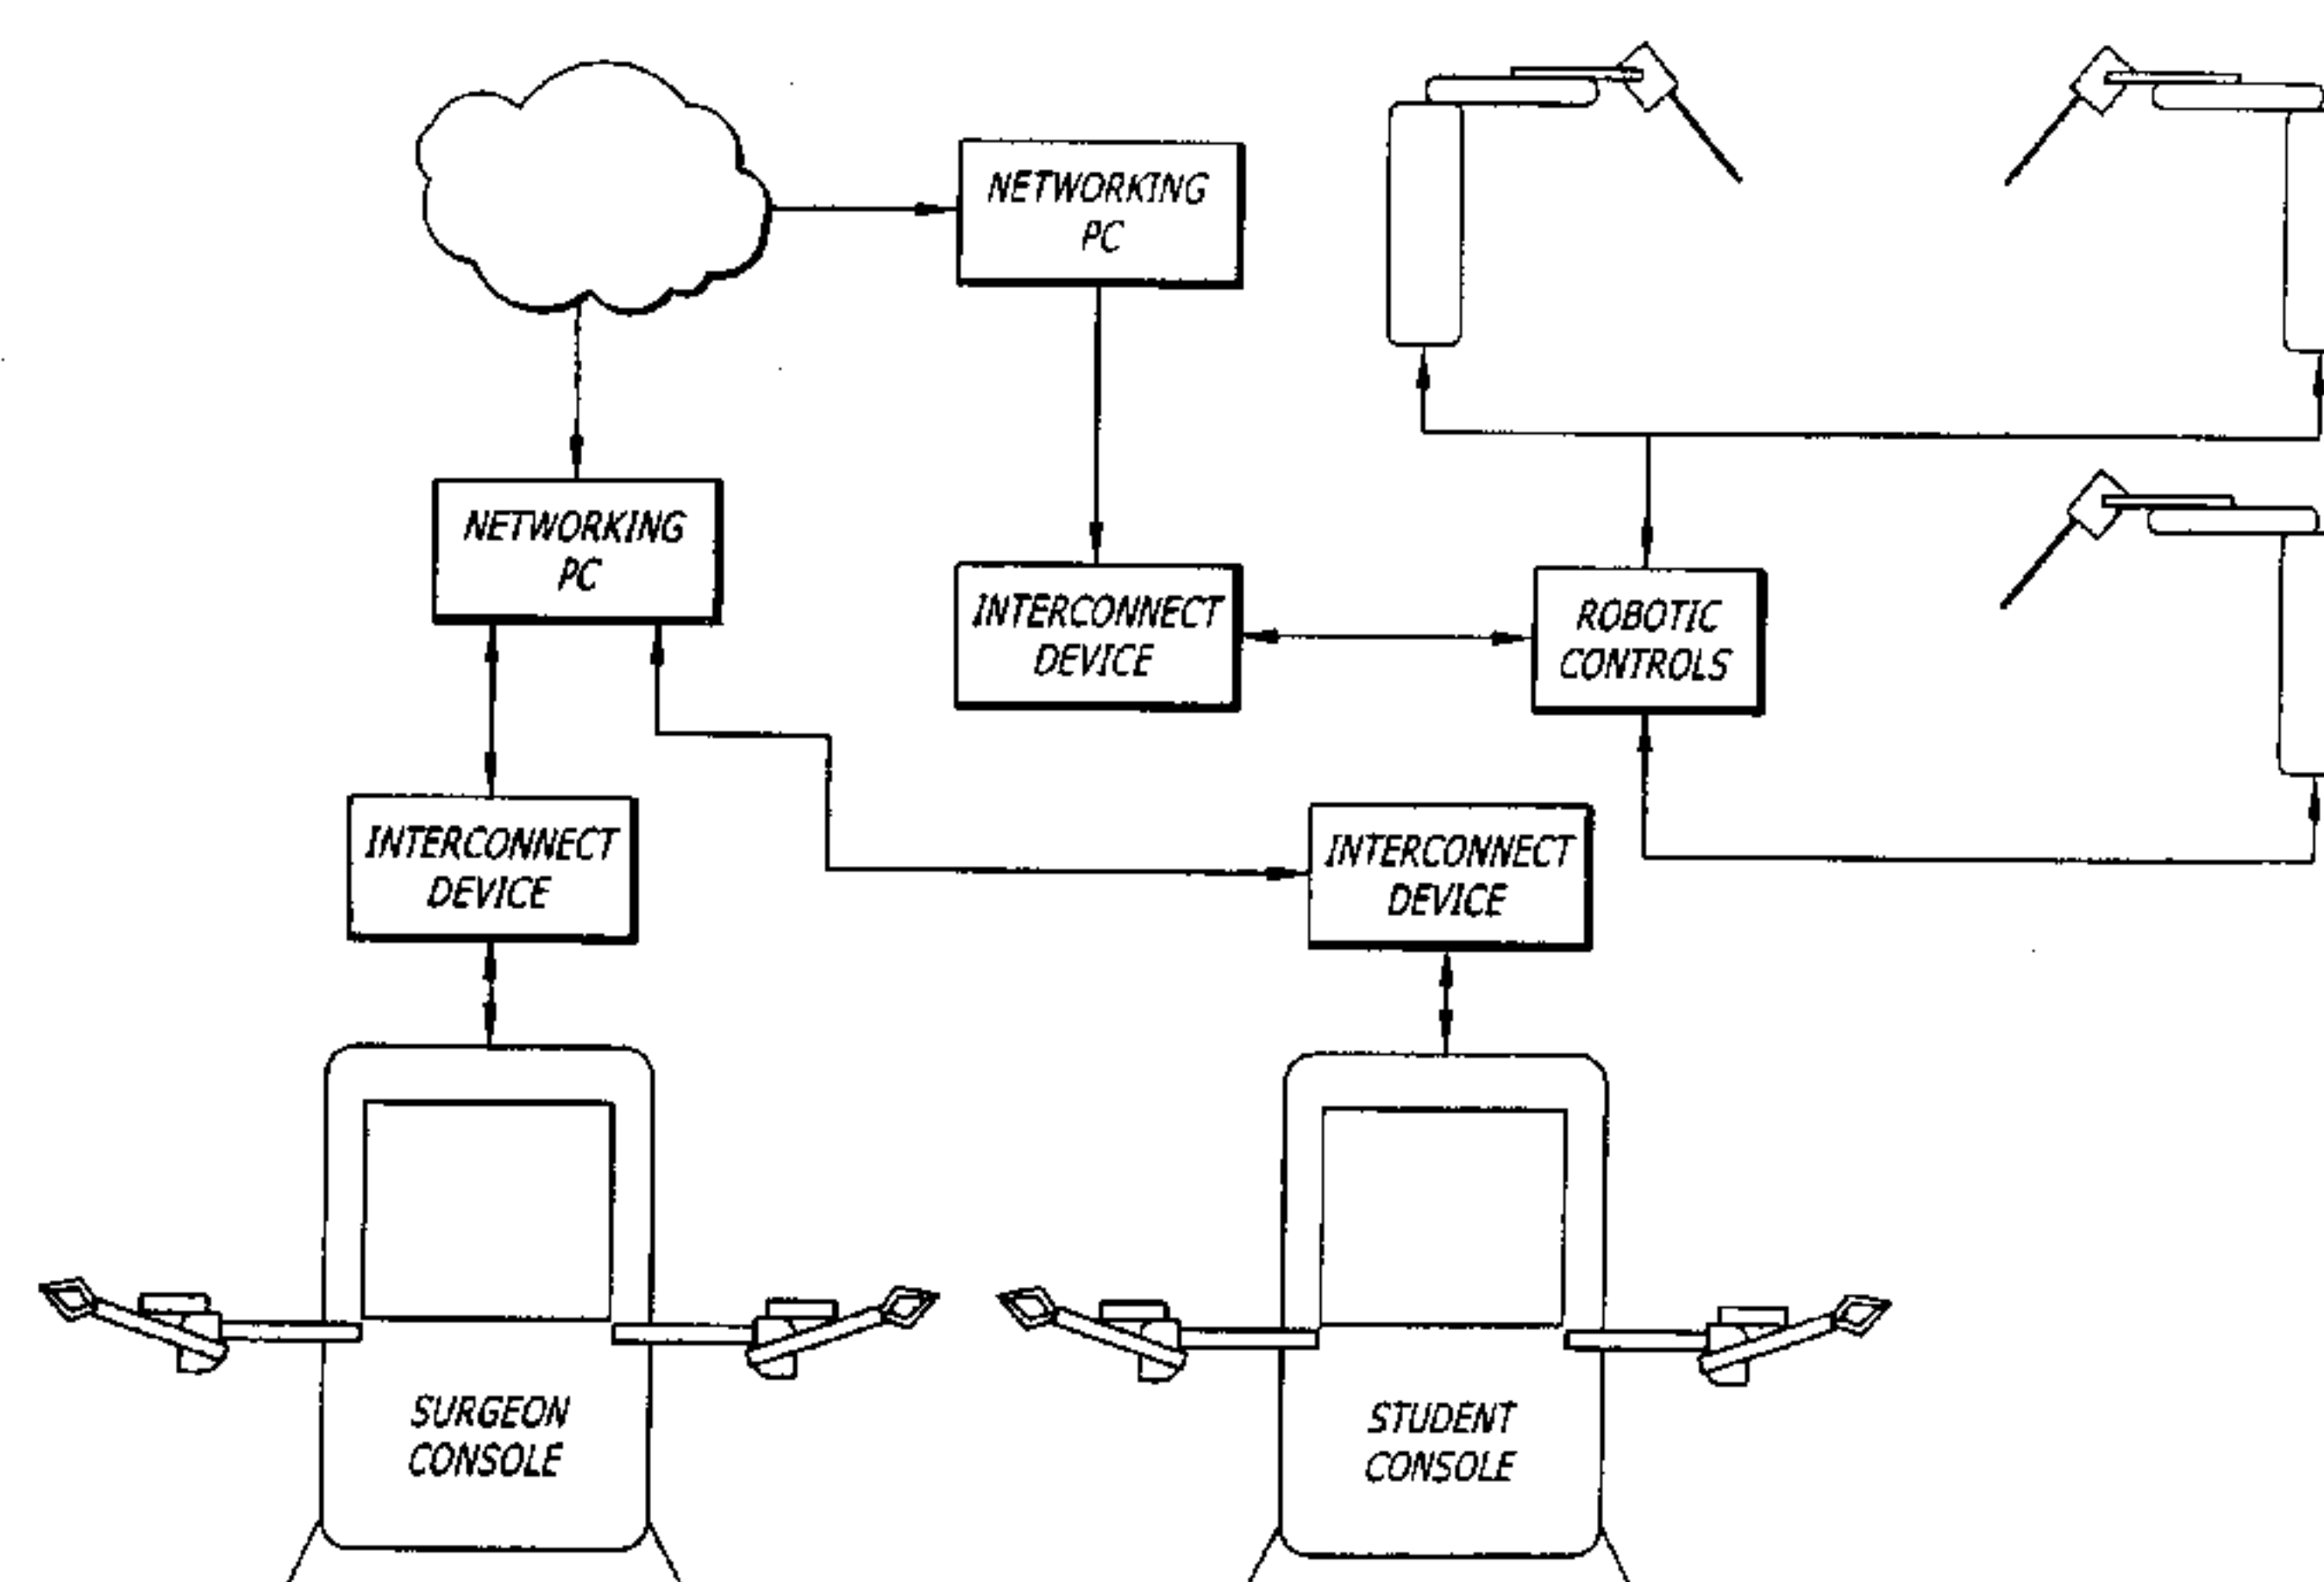 NETWORKING
PC
NETWORKING
PC
INTERCONNECT
DEVICE
ROBOTIC
CONTROLS
INTERCONNECT
DEVICE
INTERCONNECT
DEVICE
SURGEON
CONSOLE
STUDENT
CONSOLE